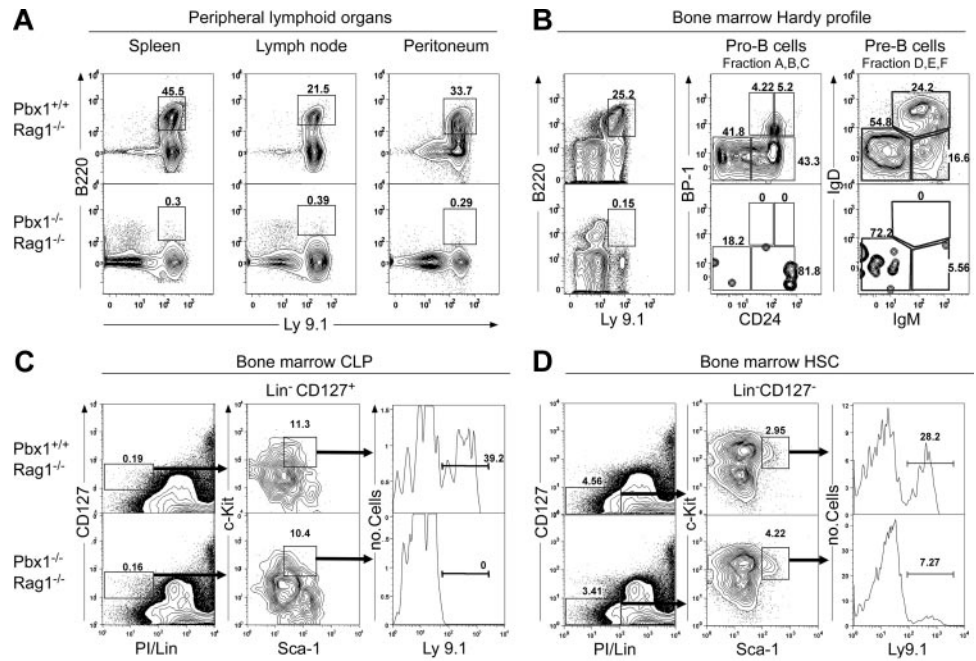 A
Peripheral lymphoid organs
Spleen
Lymph node
Peritoneum
Pbx1+/+
Rag1-/-
45.5
21.5
33.7
B220
Pbx1-/-
Rag1-/-
0.3
0.39
0.29
Ly 9.1
B
Bone marrow Hardy profile
Pro-B cells
Fraction A,B,C
Pre-B cells
Fraction D,E,F
25.2
4.22
5.2
41.8
43.3
24.2
54.8
16.6
B220
BP-1
IgD
0.15
0
0
18.2
81.8
0
72.2
5.56
Ly 9.1
CD24
IgM
C
Bone marrow CLP
Lin- CD127+
Pbx1+/+
Rag1-/-
0.19
11.3
39.2
CD127
c-Kit
no. Cells
Pbx1-/-
Rag1-/-
0.16
10.4
0
PI/Lin
Sca-1
Ly 9.1
D
Bone marrow HSC
Lin-CD127-
4.56
2.95
28.2
CD127
c-Kit
no.Cells
3.41
4.22
7.27
PI/Lin
Sca-1
Ly9.1